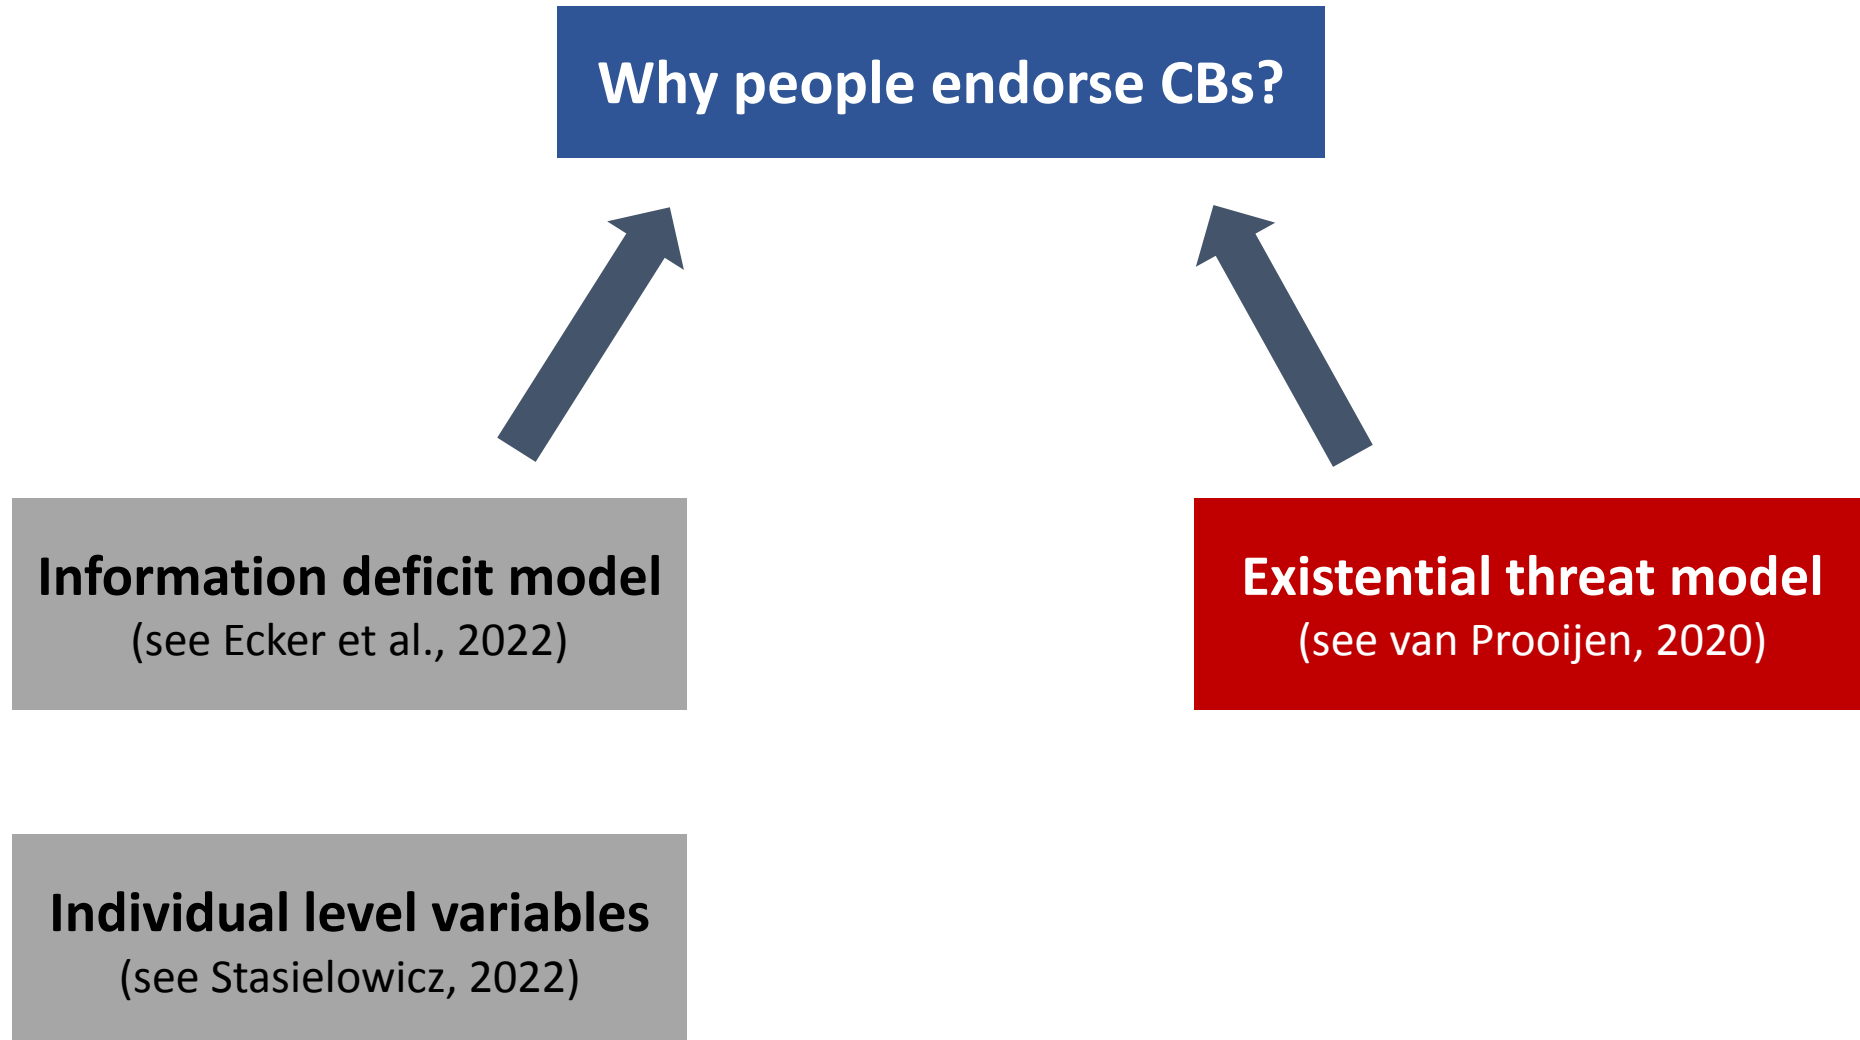 Why people endorse CBs?
Information deficit model
(see Ecker et al., 2022)
Existential threat model
(see van Prooijen, 2020)
Individual level variables
(see Stasielowicz, 2022)